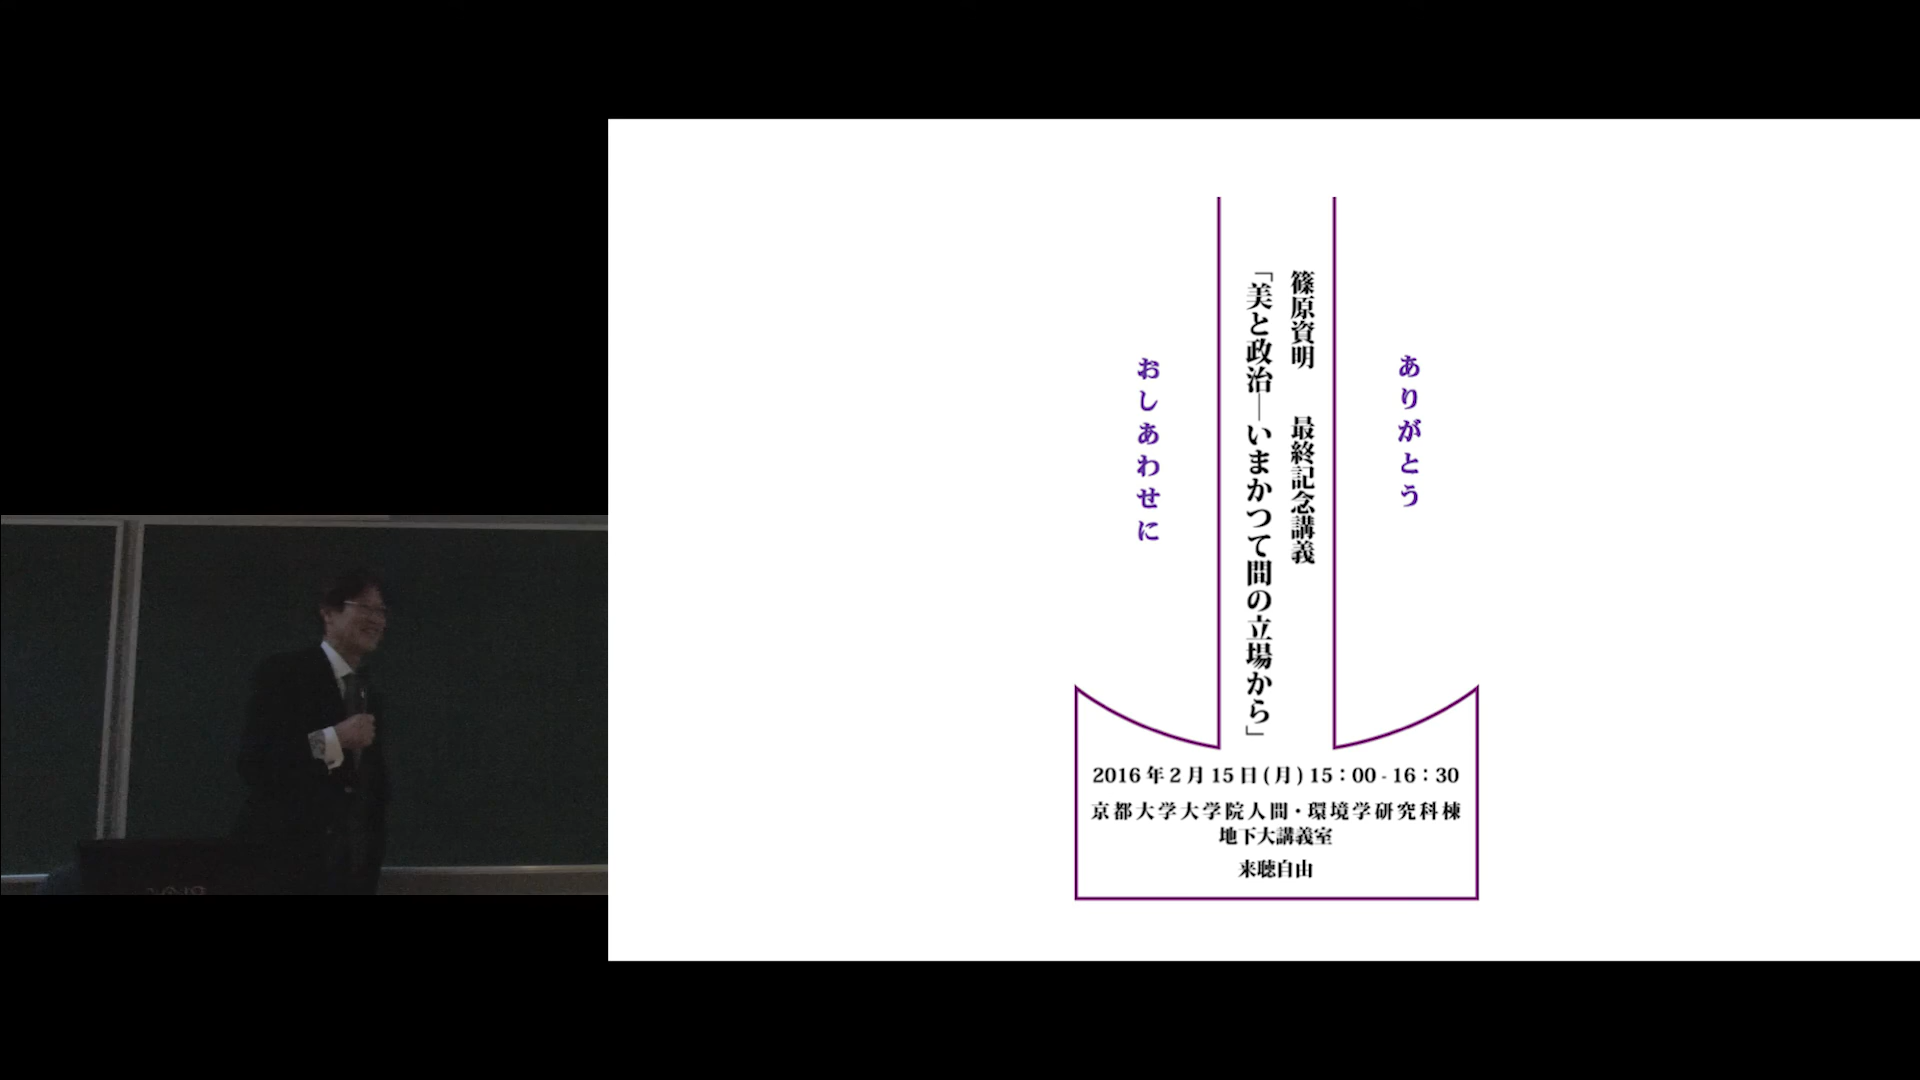 ありがとう
篠原資明　最終記念講義
「美と政治―いまかつて間の立場から」
おしあわせに
2016年2月15日(月)15：00-16：30
京都大学大学院人間・環境学研究科棟
地下大講義室
来聴自由